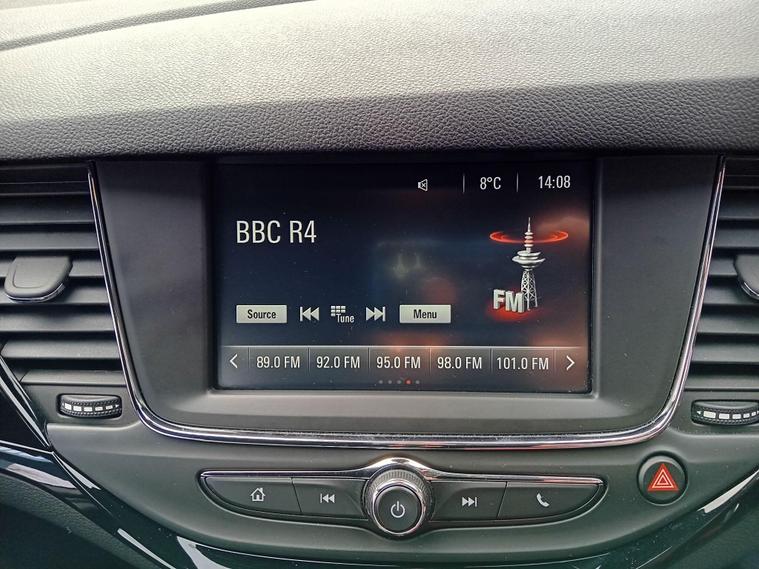 8°C 14:08
BBC R4
FM
Source Tune Menu
89.0 FM 92.0 FM 95.0 FM 98.0 FM 101.0 FM